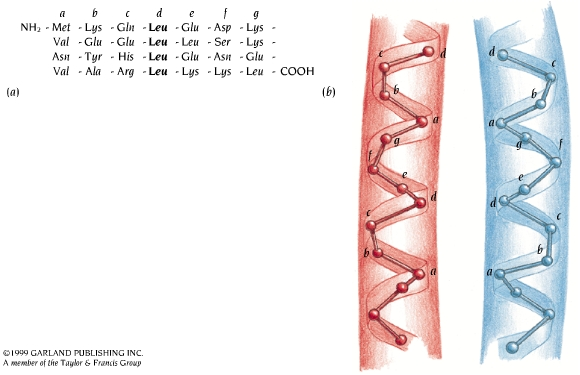 a b c d e f g
NH2 - Met - Lys - Gln - Leu - Glu - Asp - Lys -
Val - Glu - Glu - Leu - Leu - Ser - Lys -
Asn - Tyr - His - Leu - Glu - Asn - Glu -
Val - Ala - Arg - Leu - Lys - Lys - Leu - COOH
(a)
(b)
c d
b
a
g
f
e
d
c
b
a
d
c
b
a
g f
e
d
c
b
a
©1999 GARLAND PUBLISHING INC.
A member of the Taylor & Francis Group